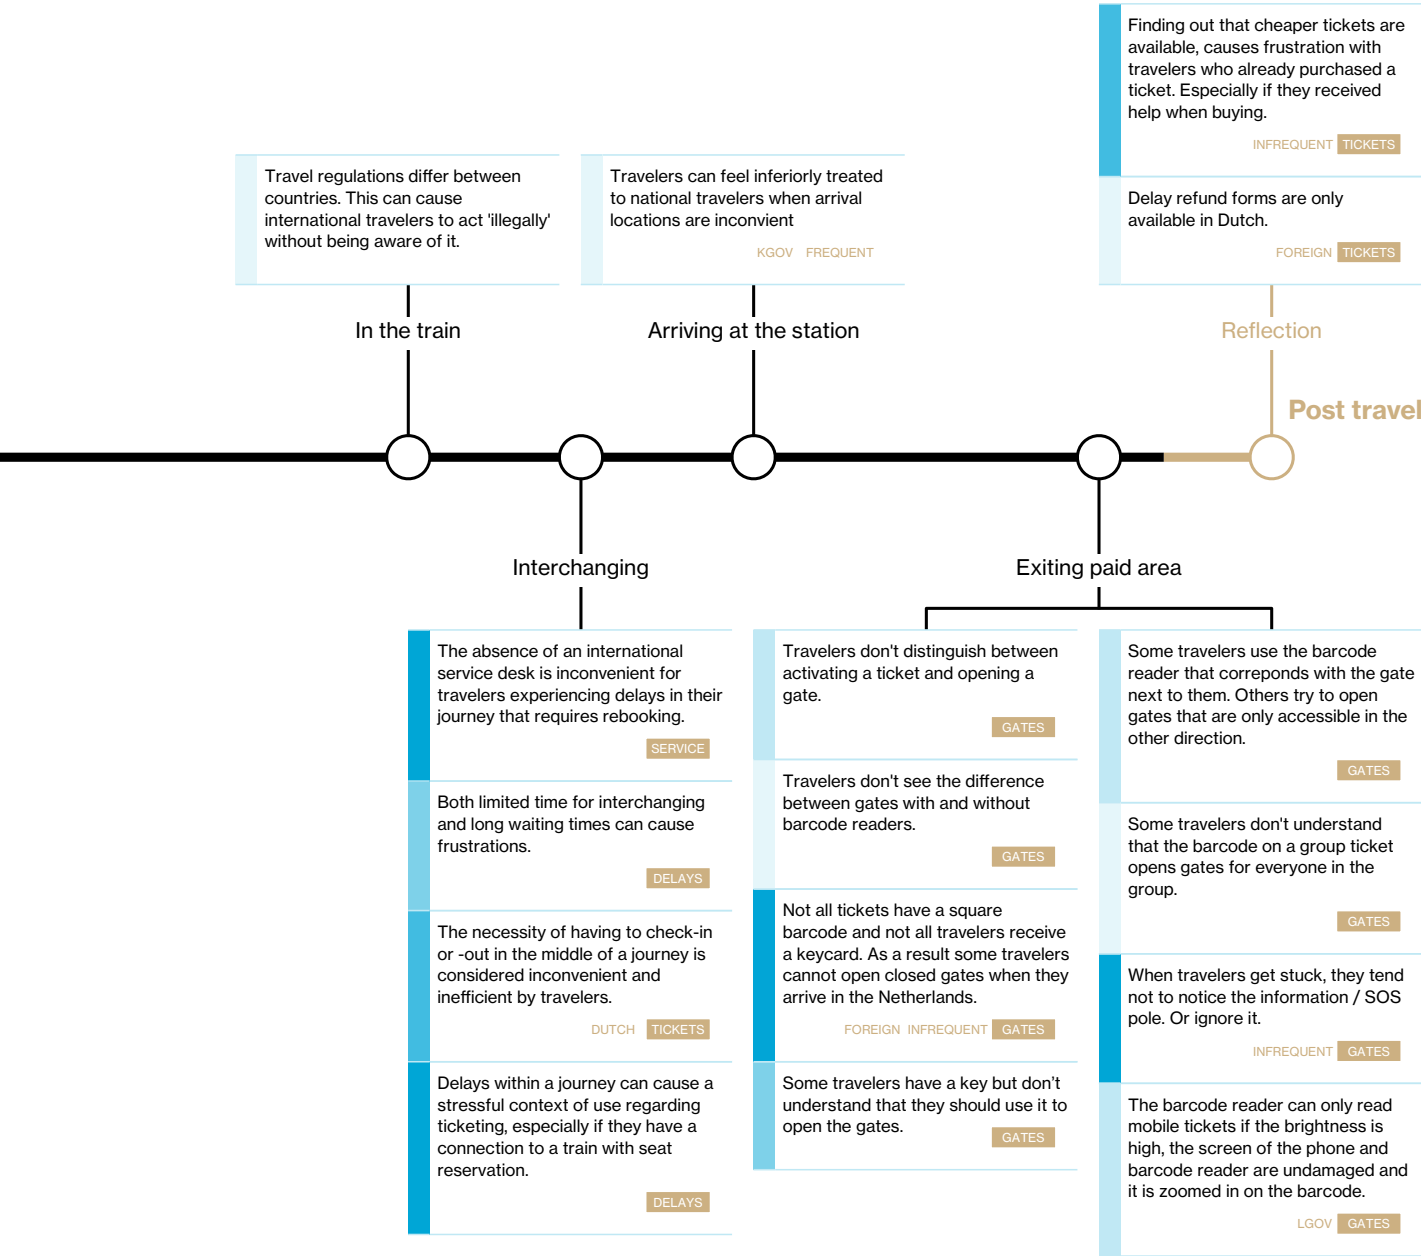 Finding out that cheaper tickets are
available, causes frustration with
travelers who already purchased a
ticket. Especially if they received
help when buying.
INFREQUENT TICKETS
Delay refund forms are only
available in Dutch.
FOREIGN TICKETS
Travel regulations differ between
countries. This can cause
international travelers to act 'illegally'
without being aware of it.
Travelers can feel inferiorly treated
to national travelers when arrival
locations are inconvient
KGOV FREQUENT
In the train
Arriving at the station
Reflection
Post travel
Interchanging
Exiting paid area
The absence of an international
service desk is inconvenient for
travelers experiencing delays in their
journey that requires rebooking.
SERVICE
Both limited time for interchanging
and long waiting times can cause
frustrations.
DELAYS
The necessity of having to check-in
or -out in the middle of a journey is
considered inconvenient and
inefficient by travelers.
DUTCH TICKETS
Delays within a journey can cause a
stressful context of use regarding
ticketing, especially if they have a
connection to a train with seat
reservation.
DELAYS
Travelers don't distinguish between
activating a ticket and opening a
gate.
GATES
Travelers don't see the difference
between gates with and without
barcode readers.
GATES
Not all tickets have a square
barcode and not all travelers receive
a keycard. As a result some travelers
cannot open closed gates when they
arrive in the Netherlands.
FOREIGN INFREQUENT GATES
Some travelers have a key but don’t
understand that they should use it to
open the gates.
GATES
Some travelers use the barcode
reader that correponds with the gate
next to them. Others try to open
gates that are only accessible in the
other direction.
GATES
Some travelers don't understand
that the barcode on a group ticket
opens gates for everyone in the
group.
GATES
When travelers get stuck, they tend
not to notice the information / SOS
pole. Or ignore it.
INFREQUENT GATES
The barcode reader can only read
mobile tickets if the brightness is
high, the screen of the phone and
barcode reader are undamaged and
it is zoomed in on the barcode.
LGOV GATES